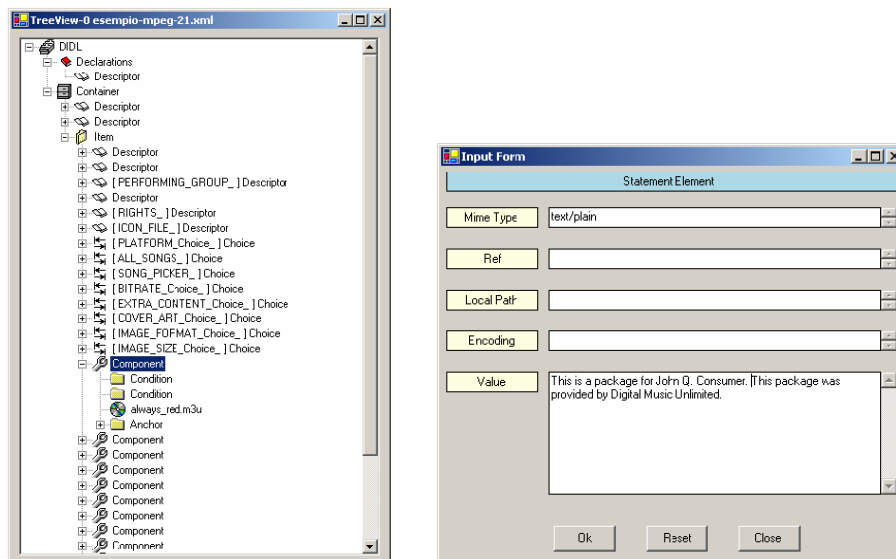 TreeView-0 esempio-mpeg-21.xml
DIDL
Declarations
Descriptor
Container
Descriptor
Descriptor
Item
Descriptor
Descriptor
[ PERFORMING_GROUP_ ] Descriptor
Descriptor
[ RIGHTS_ ] Descriptor
[ ICON_FILE_ ] Descriptor
[ PLATFORM_Choice_ ] Choice
[ ALL_SONGS_ ] Choice
[ SONG_PICKER_ ] Choice
[ BITRATE_Choice_ ] Choice
[ EXTRA_CONTENT_Choice_ ] Choice
[ COVER_ART_Choice_ ] Choice
[ IMAGE_FORMAT_Choice_ ] Choice
[ IMAGE_SIZE_Choice_ ] Choice
Component
Condition
Condition
always_red.m3u
Anchor
Component
Component
Component
Component
Component
Component
Component
Component
Input Form
Statement Element
Mime Type text/plain
Ref
Local Path
Encoding
Value This is a package for John Q. Consumer. This package was
provided by Digital Music Unlimited.
Ok Reset Close